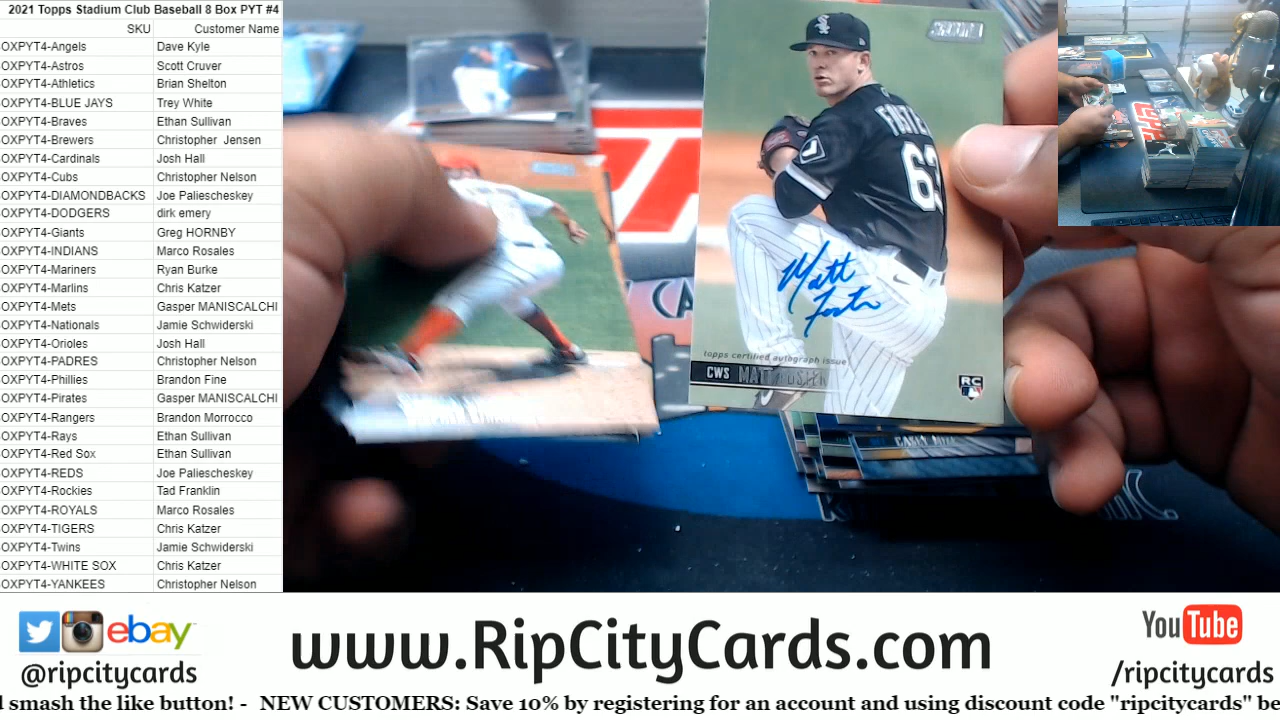 2021 Topps Stadium Club Baseball 8 Box PYT #4
SKU Customer Name
OXPYT4-Angels Dave Kyle
OXPYT4-Astros Scott Cruver
OXPYT4-Athletics Brian Shelton
OXPYT4-BLUE JAYS Trey White
OXPYT4-Braves Ethan Sullivan
OXPYT4-Brewers Christopher Jensen
OXPYT4-Cardinals Josh Hall
OXPYT4-Cubs Christopher Nelson
OXPYT4-DIAMONDBACKS Joe Paliescheskey
OXPYT4-DODGERS dirk emery
OXPYT4-Giants Greg HORNBY
OXPYT4-INDIANS Marco Rosales
OXPYT4-Mariners Ryan Burke
OXPYT4-Marlins Chris Katzer
OXPYT4-Mets Gasper MANISCALCHI
OXPYT4-Nationals Jamie Schwiderski
OXPYT4-Orioles Josh Hall
OXPYT4-PADRES Christopher Nelson
OXPYT4-Phillies Brandon Fine
OXPYT4-Pirates Gasper MANISCALCHI
OXPYT4-Rangers Brandon Morrocco
OXPYT4-Rays Ethan Sullivan
OXPYT4-Red Sox Ethan Sullivan
OXPYT4-REDS Joe Paliescheskey
OXPYT4-Rockies Tad Franklin
OXPYT4-ROYALS Marco Rosales
OXPYT4-TIGERS Chris Katzer
OXPYT4-Twins Jamie Schwiderski
OXPYT4-WHITE SOX Chris Katzer
OXPYT4-YANKEES Christopher Nelson
FOSTE
63
Matt
Foster
topps certified autograph issue
CWS MATT FOSTER
RC
ebay
@ripcitycards
www.RipCityCards.com
YouTube
/ripcitycards
d smash the like button! - NEW CUSTOMERS: Save 10% by registering for an account and using discount code "ripcitycards" be